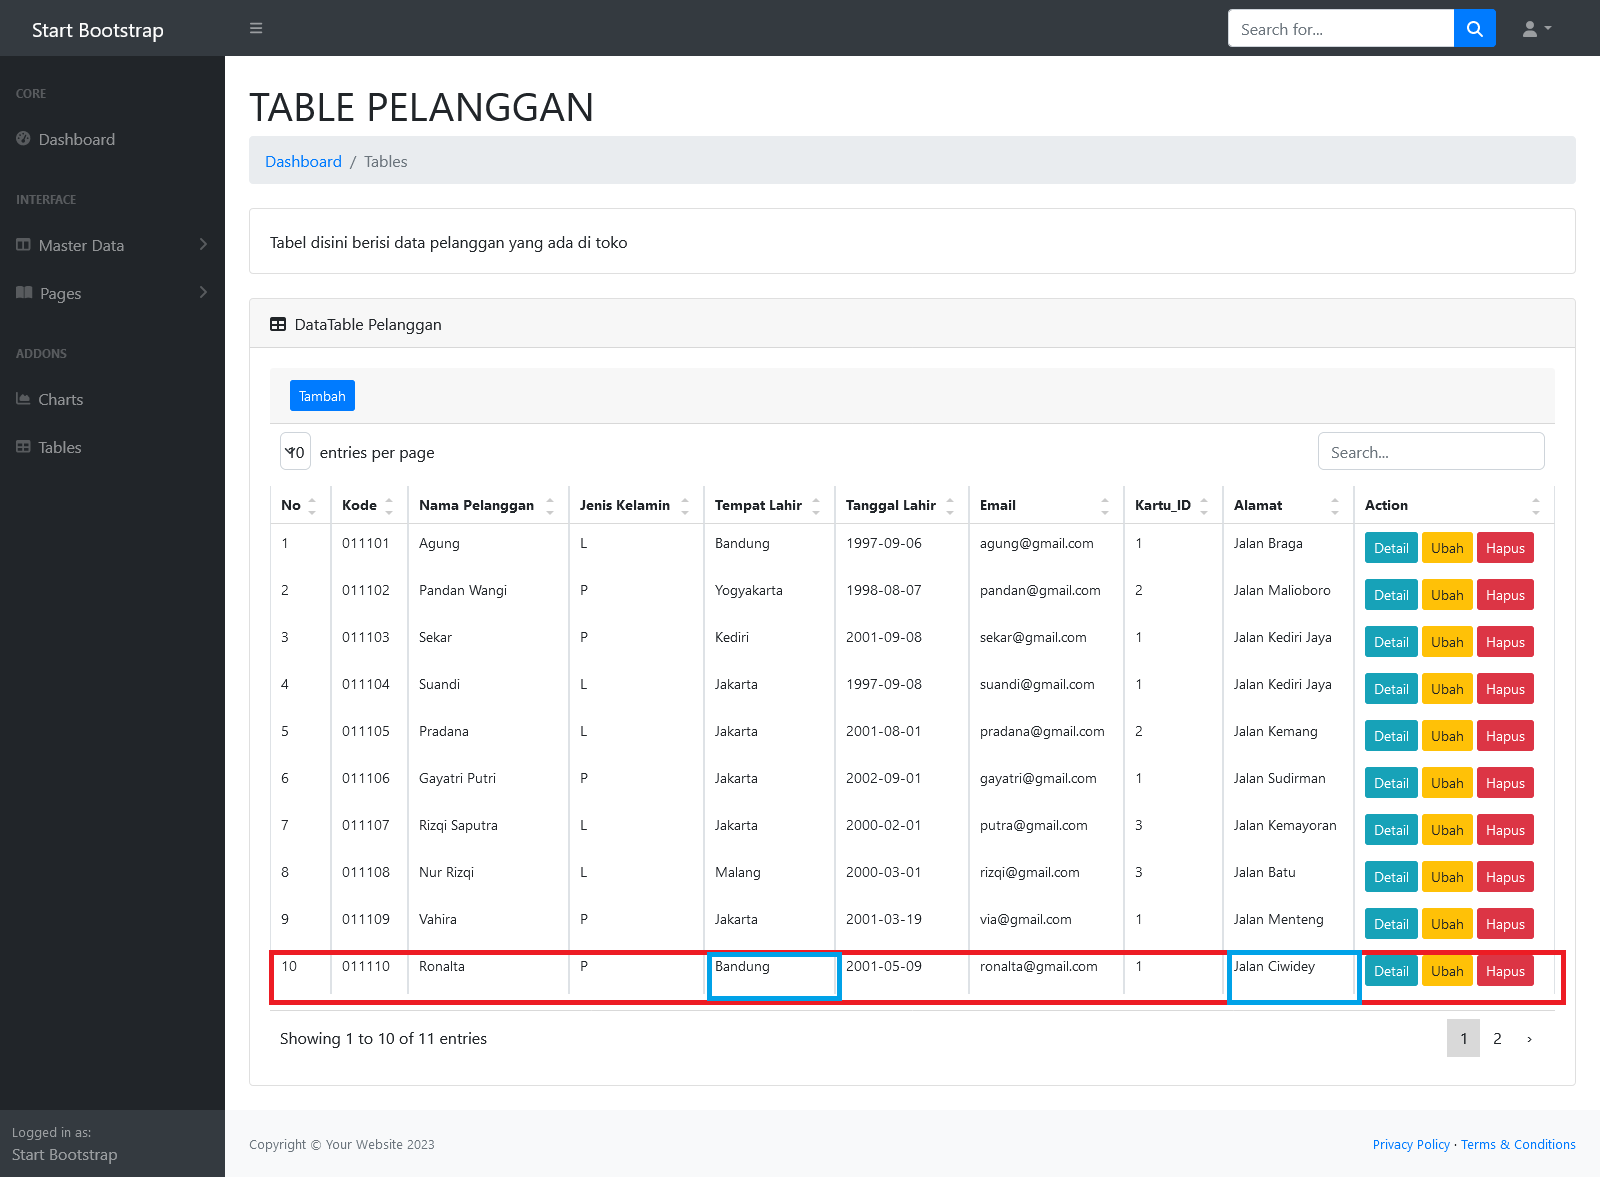 Start Bootstrap
Search for...
CORE
Dashboard
INTERFACE
Master Data
Pages
ADDONS
Charts
Tables
Logged in as:
Start Bootstrap
TABLE PELANGGAN
Dashboard / Tables
Tabel disini berisi data pelanggan yang ada di toko
DataTable Pelanggan
Tambah
10 entries per page
Search...
No Kode Nama Pelanggan Jenis Kelamin Tempat Lahir Tanggal Lahir Email Kartu_ID Alamat Action
1 011101 Agung L Bandung 1997-09-06 agung@gmail.com 1 Jalan Braga Detail Ubah Hapus
2 011102 Pandan Wangi P Yogyakarta 1998-08-07 pandan@gmail.com 2 Jalan Malioboro Detail Ubah Hapus
3 011103 Sekar P Kediri 2001-09-08 sekar@gmail.com 1 Jalan Kediri Jaya Detail Ubah Hapus
4 011104 Suandi L Jakarta 1997-09-08 suandi@gmail.com 1 Jalan Kediri Jaya Detail Ubah Hapus
5 011105 Pradana L Jakarta 2001-08-01 pradana@gmail.com 2 Jalan Kemang Detail Ubah Hapus
6 011106 Gayatri Putri P Jakarta 2002-09-01 gayatri@gmail.com 1 Jalan Sudirman Detail Ubah Hapus
7 011107 Rizqi Saputra L Jakarta 2000-02-01 putra@gmail.com 3 Jalan Kemayoran Detail Ubah Hapus
8 011108 Nur Rizqi L Malang 2000-03-01 rizqi@gmail.com 3 Jalan Batu Detail Ubah Hapus
9 011109 Vahira P Jakarta 2001-03-19 via@gmail.com 1 Jalan Menteng Detail Ubah Hapus
10 011110 Ronalta P Bandung 2001-05-09 ronalta@gmail.com 1 Jalan Ciwidey Detail Ubah Hapus
Showing 1 to 10 of 11 entries
1 2 ›
Copyright © Your Website 2023
Privacy Policy · Terms & Conditions